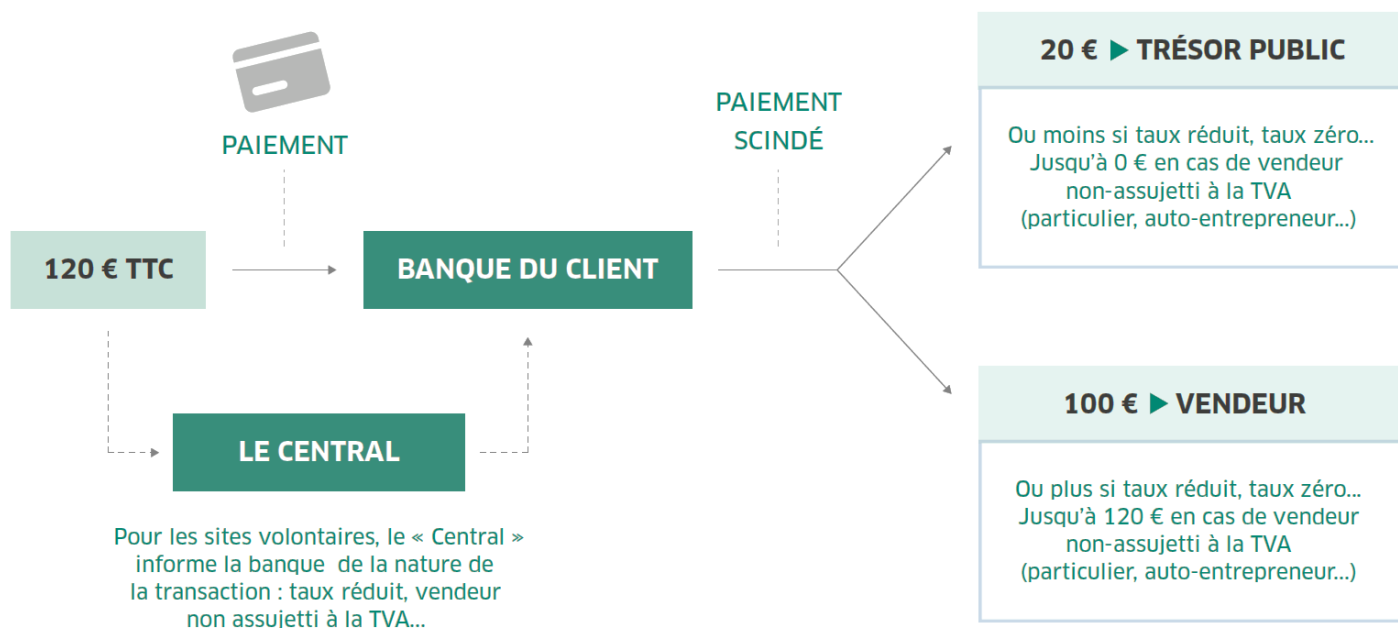 PAIEMENT
120 € TTC
BANQUE DU CLIENT
LE CENTRAL
Pour les sites volontaires, le « Central »
informe la banque de la nature de
la transaction : taux réduit, vendeur
non assujetti à la TVA...
PAIEMENT
SCINDÉ
20 € ▶ TRÉSOR PUBLIC
Ou moins si taux réduit, taux zéro...
Jusqu'à 0 € en cas de vendeur
non-assujetti à la TVA
(particulier, auto-entrepreneur...)
100 € ▶ VENDEUR
Ou plus si taux réduit, taux zéro...
Jusqu'à 120 € en cas de vendeur
non-assujetti à la TVA
(particulier, auto-entrepreneur...)